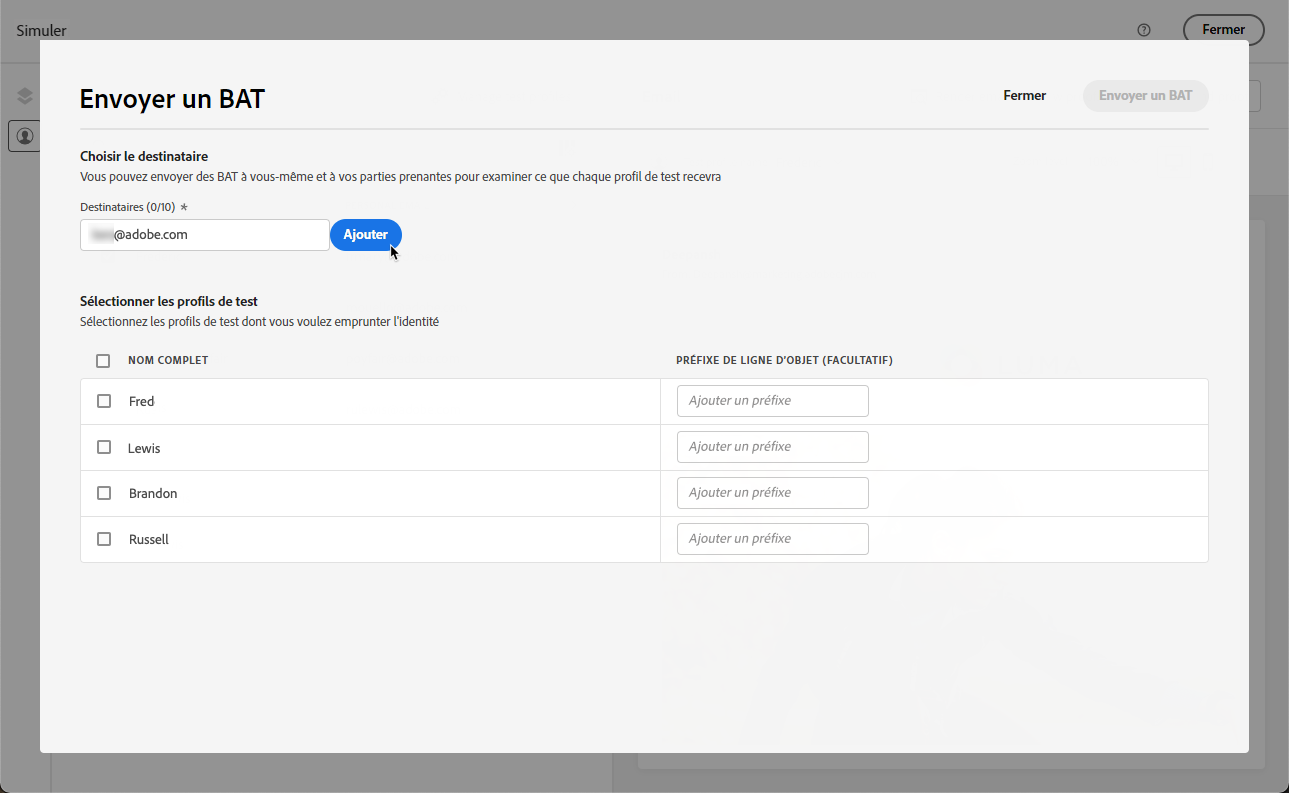 Simuler
Fermer
Envoyer un BAT
Fermer
Envoyer un BAT
Choisir le destinataire
Vous pouvez envoyer des BAT à vous-même et à vos parties prenantes pour examiner ce que chaque profil de test recevra
Destinataires (0/10) *
@adobe.com
Ajouter
Sélectionner les profils de test
Sélectionnez les profils de test dont vous voulez emprunter l'identité
NOM COMPLET
PRÉFIXE DE LIGNE D'OBJET (FACULTATIF)
Fred
Ajouter un préfixe
Lewis
Ajouter un préfixe
Brandon
Ajouter un préfixe
Russell
Ajouter un préfixe